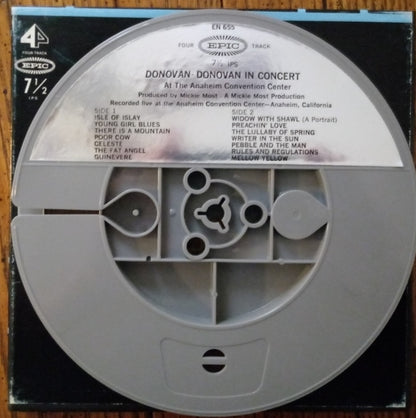 4
FOUR TRACK
EPIC
7 1/2
IPS
EN 655
FOUR EPIC TRACK
7 1/2 IPS
DONOVAN DONOVAN IN CONCERT
At The Anaheim Convention Center
Produced by Mickie Most A Mickie Most Production
Recorded live at the Anaheim Convention Center—Anaheim, California
SIDE 1
ISLE OF ISLAY
YOUNG GIRL BLUES
THERE IS A MOUNTAIN
POOR COW
CELESTE
THE FAT ANGEL
GUINEVERE
SIDE 2
WIDOW WITH SHAWL (A Portrait)
PREACHIN' LOVE
THE LULLABY OF SPRING
WRITER IN THE SUN
PEBBLE AND THE MAN
RULES AND REGULATIONS
MELLOW YELLOW